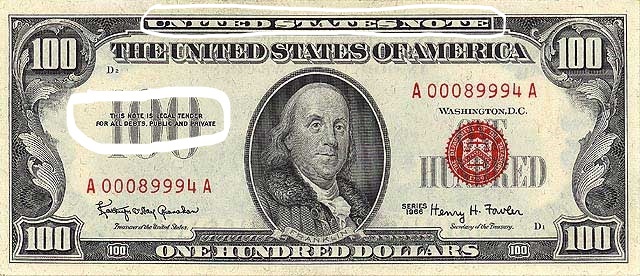 UNITED STATES NOTE
100 THE UNITED STATES OF AMERICA 100
D2
A 00089994 A
WASHINGTON, D.C.
100
THIS NOTE IS LEGAL TENDER
FOR ALL DEBTS, PUBLIC AND PRIVATE
ONE
HUNDRED
A 00089994 A
Kathryn O'Hay Granahan
Treasurer of the United States.
SERIES
1966
Henry H. Fowler
Secretary of the Treasury.
D1
FRANKLIN
100 100 ONE HUNDRED DOLLARS 100 100